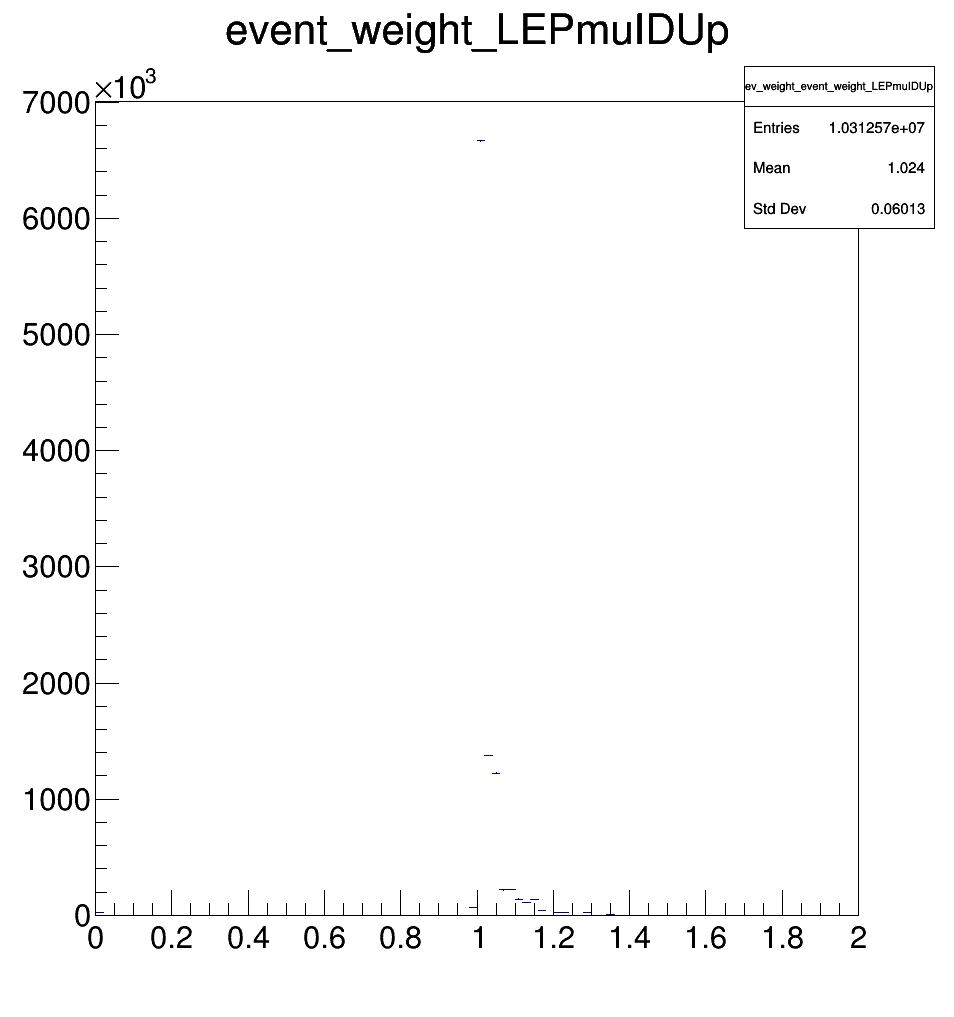 event_weight_LEPmuIDUp
×10³
ev_weight_event_weight_LEPmuIDUp
Entries 1.031257e+07
Mean 1.024
Std Dev 0.06013
7000
6000
5000
4000
3000
2000
1000
0
0 0.2 0.4 0.6 0.8 1 1.2 1.4 1.6 1.8 2